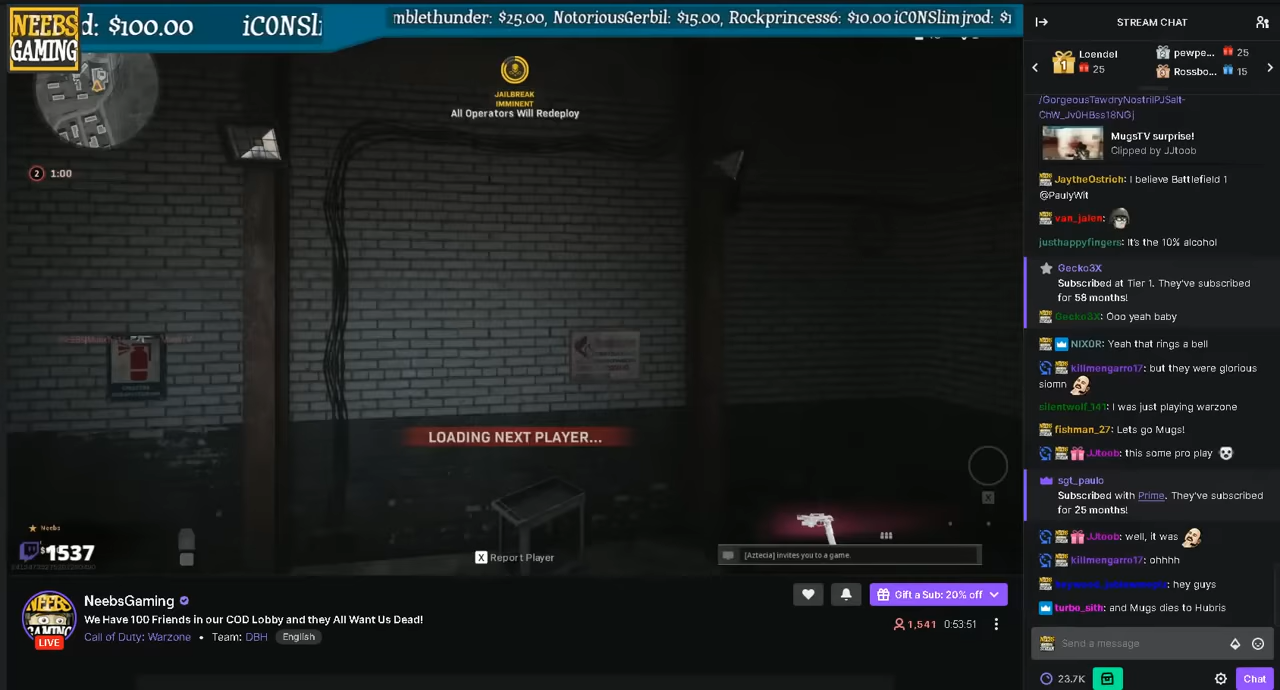 NEEBS
GAMING
d: $100.00
iCONSl
mblethunder: $25.00, NotoriousGerbil: $15.00, Rockprincess6: $10.00 iCONSlimjrod: $1
JAILBREAK
IMMINENT
All Operators Will Redeploy
2 1:00
LOADING NEXT PLAYER...
X
Neebs
$1537
X Report Player
[Aztecia] invites you to a game.
NEEBS
GAMING
LIVE
NeebsGaming
We Have 100 Friends in our COD Lobby and they All Want Us Dead!
Call of Duty: Warzone • Team: DBH English
Gift a Sub: 20% off
1,541 0:53:51
STREAM CHAT
1 Loendel
25
2 pewpe... 25
3 Rossbo... 15
/GorgeousTawdryNostrilPJSalt-
MugsTV surprise!
Clipped by JJtoob
JaytheOstrich: I believe Battlefield 1
@PaulyWit
van_jalen:
justhappyfingers: It's the 10% alcohol
Gecko3X
Subscribed at Tier 1. They've subscribed
for 58 months!
Gecko3X: Ooo yeah baby
NIX0R: Yeah that rings a bell
killmengarro17: but they were glorious
siomn
silentwolf_141: I was just playing warzone
fishman_27: Lets go Mugs!
JJtoob: this some pro play
sgt_paulo
Subscribed with Prime. They've subscribed
for 25 months!
JJtoob: well, it was
killmengarro17: ohhhh
hey guys
turbo_sith: and Mugs dies to Hubris
Send a message
23.7K
Chat